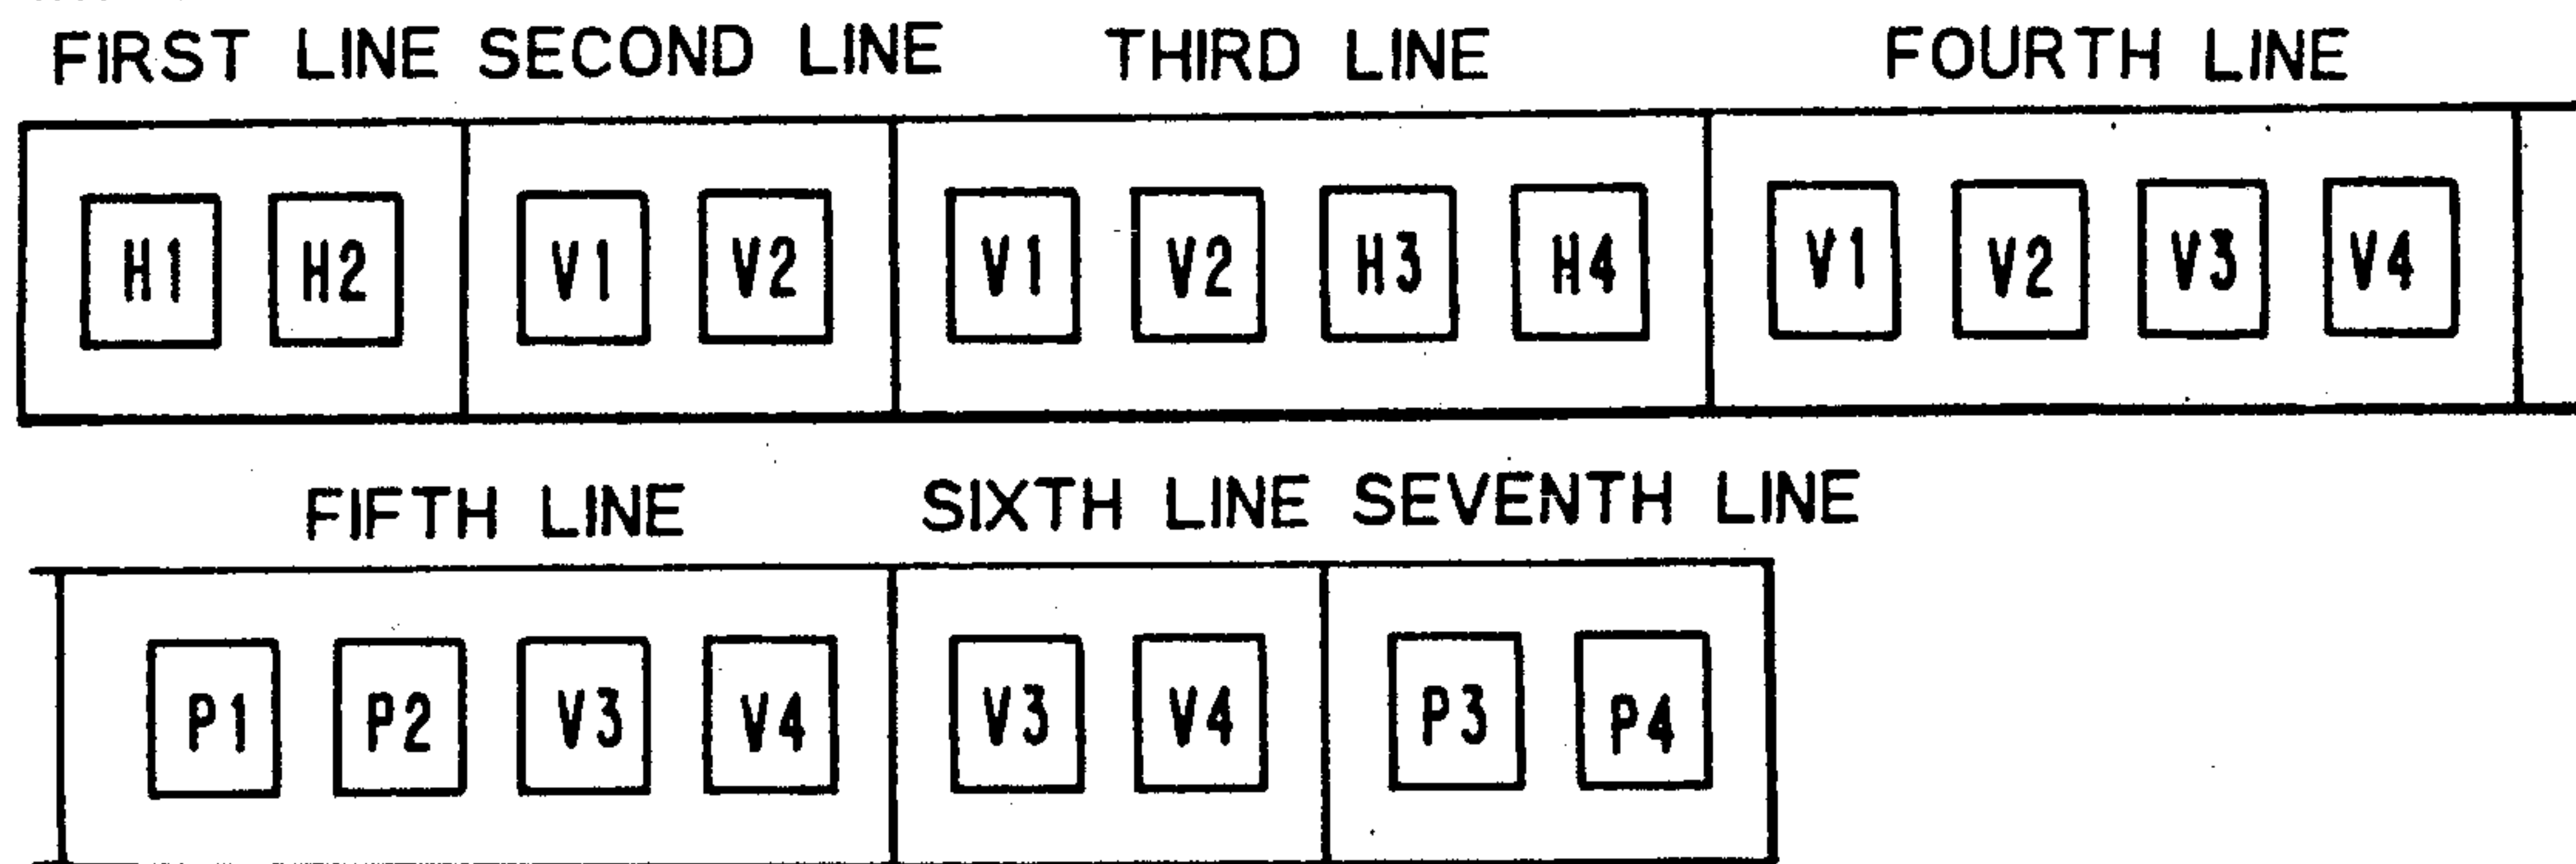 FIRST LINE SECOND LINE THIRD LINE FOURTH LINE
H1 H2 V1 V2 V1 V2 H3 H4 V1 V2 V3 V4
FIFTH LINE SIXTH LINE SEVENTH LINE
P1 P2 V3 V4 V3 V4 P3 P4